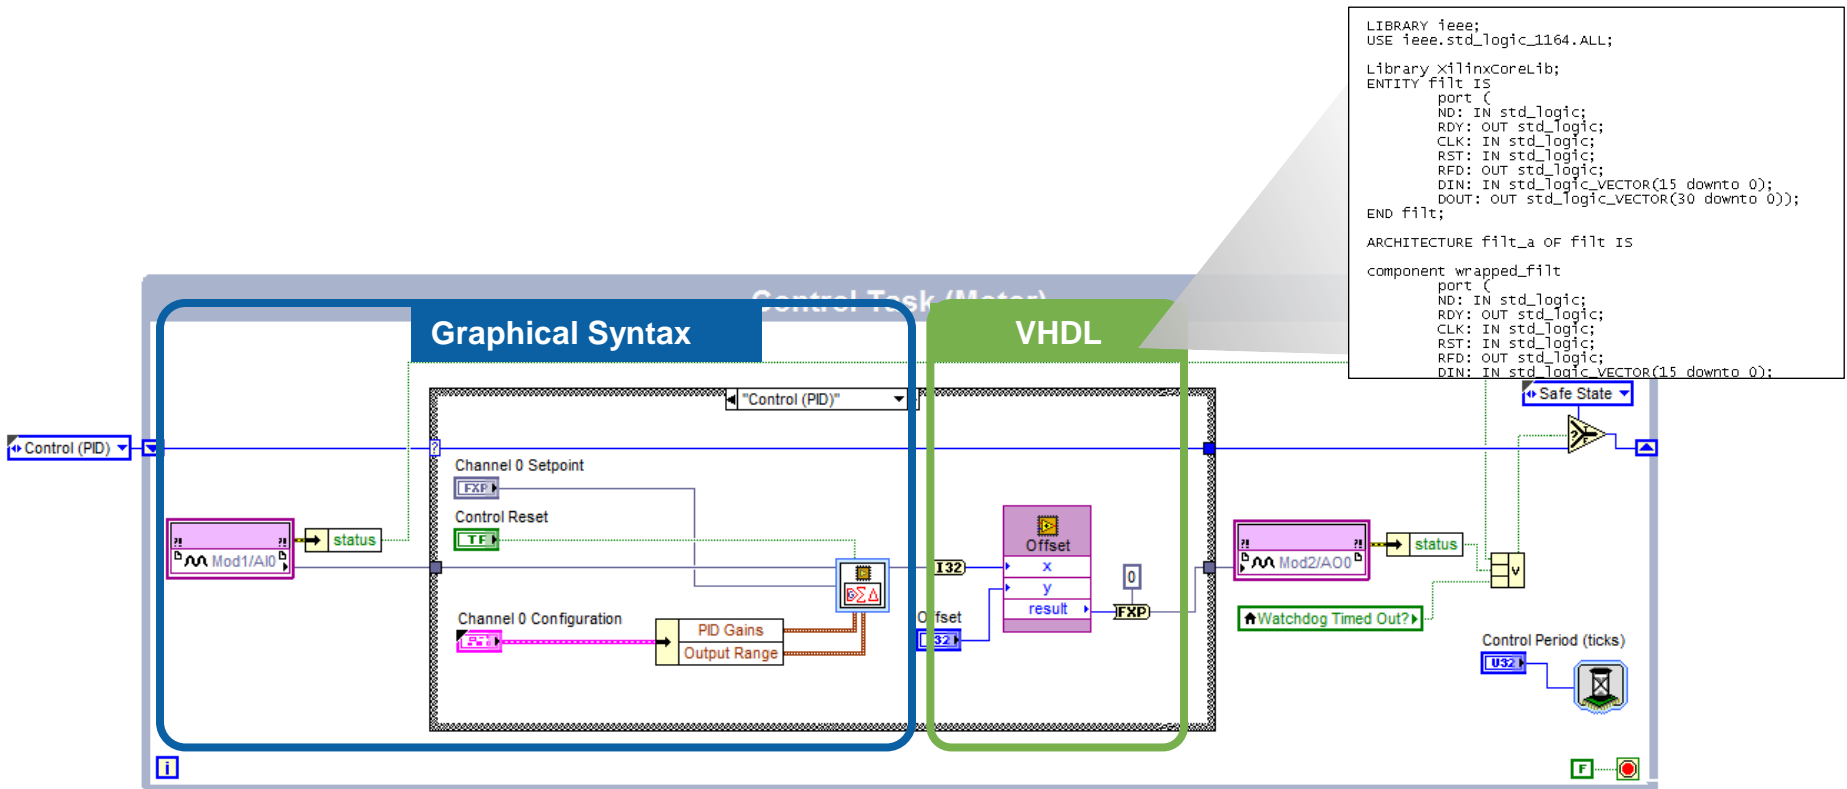 LIBRARY ieee;
USE ieee.std_logic_1164.ALL;
Library XilinxCoreLib;
ENTITY filt IS
port (
ND: IN std_logic;
RDY: OUT std_logic;
CLK: IN std_logic;
RST: IN std_logic;
RFD: OUT std_logic;
DIN: IN std_logic_VECTOR(15 downto 0);
DOUT: OUT std_logic_VECTOR(30 downto 0));
END filt;
ARCHITECTURE filt_a OF filt IS
component wrapped_filt
port (
ND: IN std_logic;
RDY: OUT std_logic;
CLK: IN std_logic;
RST: IN std_logic;
RFD: OUT std_logic;
DIN: IN std_logic_VECTOR(15 downto 0);
Control Task (Motor)
Graphical Syntax
VHDL
"Control (PID)"
Safe State
Control (PID)
?
Channel 0 Setpoint
FXP
Control Reset
TF
status
Mod1/AI0
I32
Offset
x
y
result
0
FXP
Mod2/AO0
status
V
Channel 0 Configuration
PID Gains
Output Range
Offset
I32
Watchdog Timed Out?
Control Period (ticks)
U32
i
F